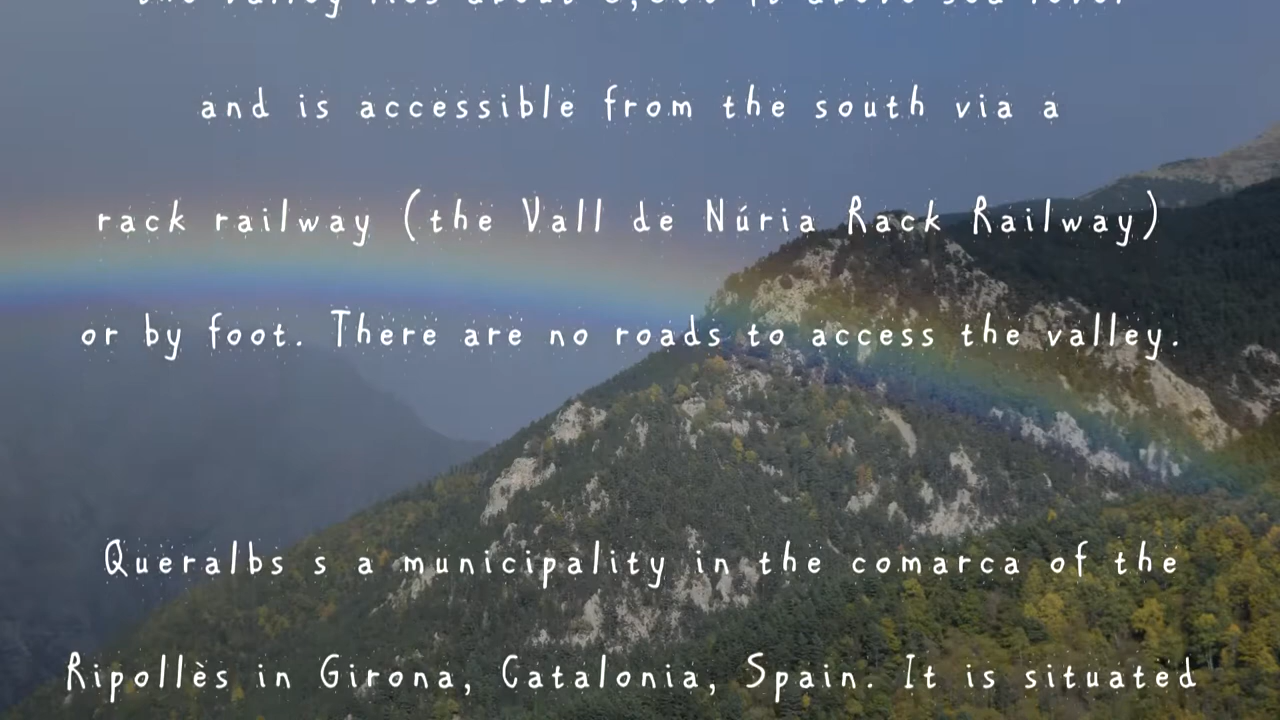 and is accessible from the south via a
rack railway (the Vall de Núria Rack Railway)
or by foot. There are no roads to access the valley.
Queralbs s a municipality in the comarca of the
Ripollès in Girona, Catalonia, Spain. It is situated